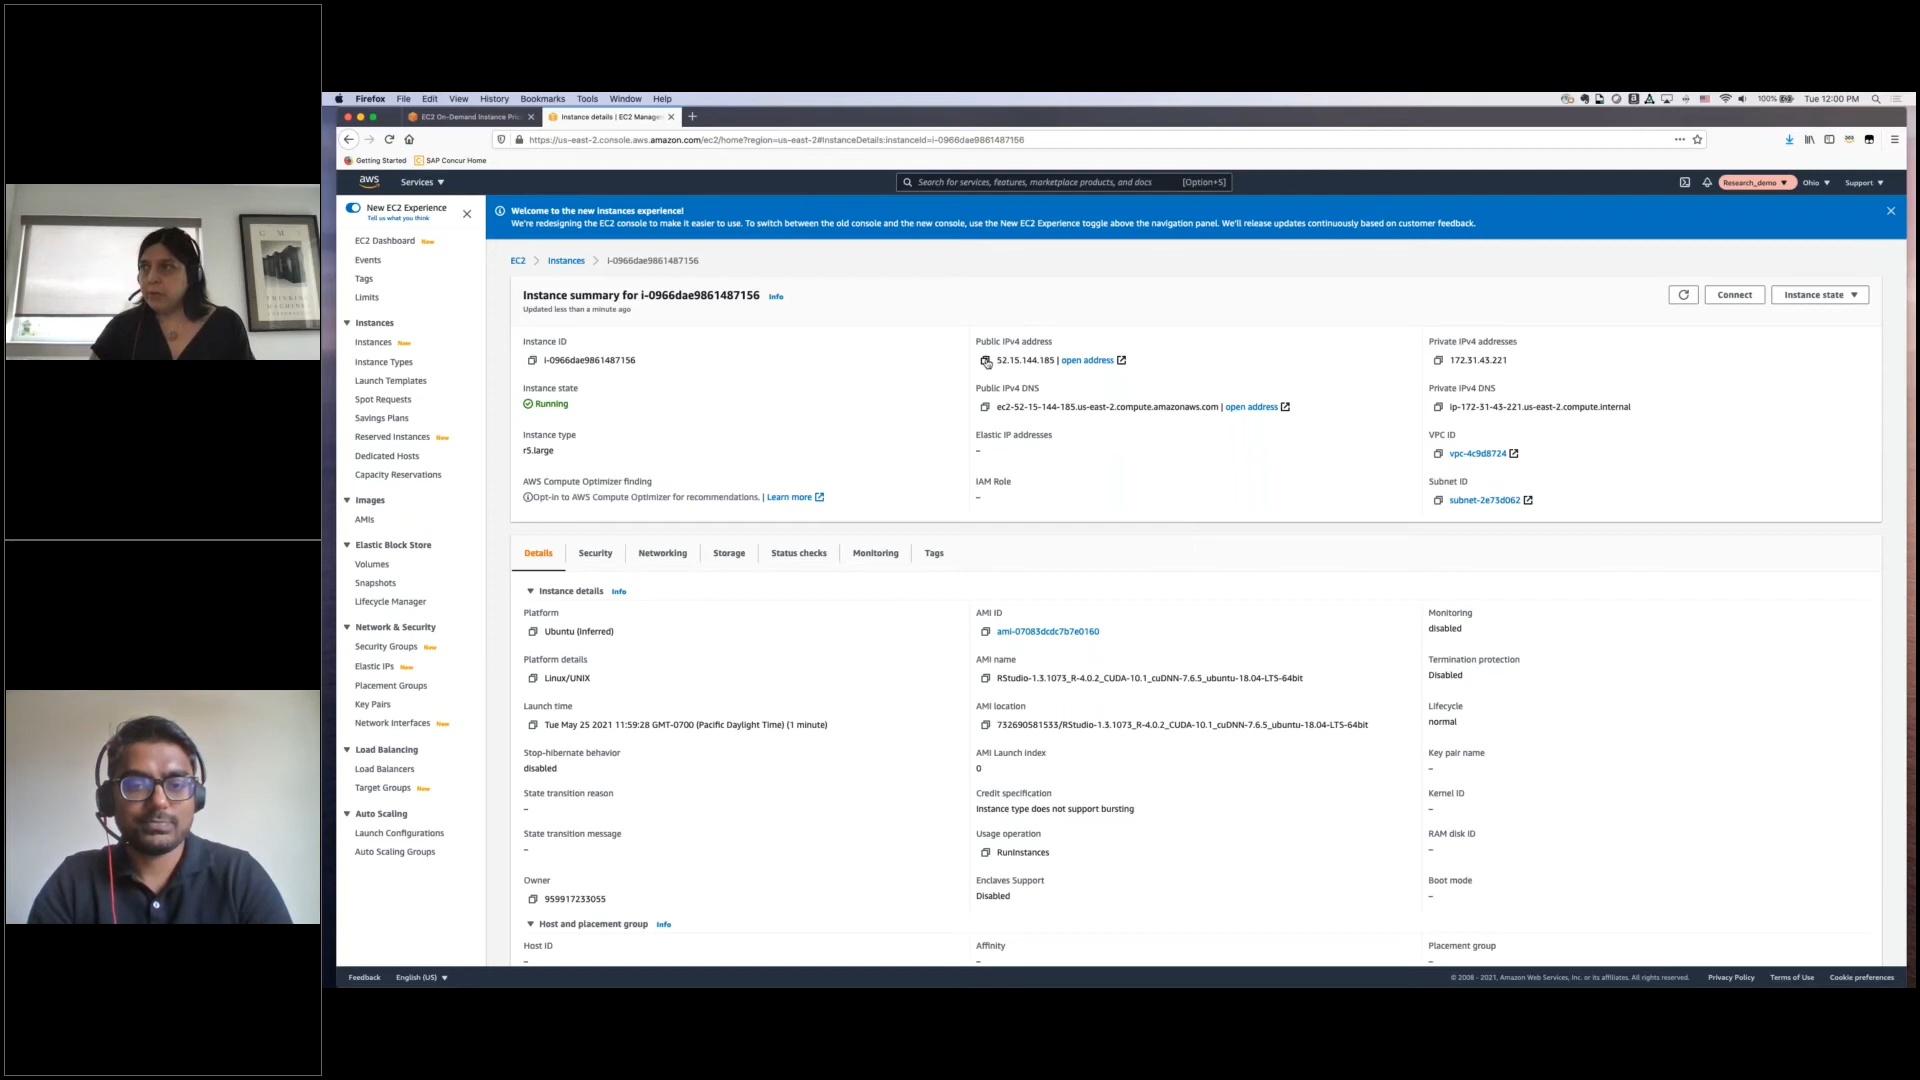 Firefox File Edit View History Bookmarks Tools Window Help
100% Tue 12:00 PM
EC2 On-Demand Instance Pric
Instance details | EC2 Manage
https://us-east-2.console.aws.amazon.com/ec2/home?region=us-east-2#InstanceDetails:instanceId=i-0966dae9861487156
Getting Started SAP Concur Home
aws Services
Search for services, features, marketplace products, and docs [Option+S]
Research_demo Ohio Support
New EC2 Experience
Tell us what you think
EC2 Dashboard New
Events
Tags
Limits
Instances
Instances New
Instance Types
Launch Templates
Spot Requests
Savings Plans
Reserved Instances New
Dedicated Hosts
Capacity Reservations
Images
AMIs
Elastic Block Store
Volumes
Snapshots
Lifecycle Manager
Network & Security
Security Groups New
Elastic IPs New
Placement Groups
Key Pairs
Network Interfaces New
Load Balancing
Load Balancers
Target Groups New
Auto Scaling
Launch Configurations
Auto Scaling Groups
Welcome to the new instances experience!
We're redesigning the EC2 console to make it easier to use. To switch between the old console and the new console, use the New EC2 Experience toggle above the navigation panel. We'll release updates continuously based on customer feedback.
EC2 > Instances > i-0966dae9861487156
Instance summary for i-0966dae9861487156 Info
Updated less than a minute ago
Connect
Instance state
Instance ID
i-0966dae9861487156
Public IPv4 address
52.15.144.185 | open address
Private IPv4 addresses
172.31.43.221
Instance state
Running
Public IPv4 DNS
ec2-52-15-144-185.us-east-2.compute.amazonaws.com | open address
Private IPv4 DNS
ip-172-31-43-221.us-east-2.compute.internal
Instance type
r5.large
Elastic IP addresses
–
VPC ID
vpc-4c9d8724
AWS Compute Optimizer finding
Opt-in to AWS Compute Optimizer for recommendations. | Learn more
IAM Role
–
Subnet ID
subnet-2e73d062
Details Security Networking Storage Status checks Monitoring Tags
Instance details Info
Platform
Ubuntu (Inferred)
AMI ID
ami-07083dcdc7b7e0160
Monitoring
disabled
Platform details
Linux/UNIX
AMI name
RStudio-1.3.1073_R-4.0.2_CUDA-10.1_cuDNN-7.6.5_ubuntu-18.04-LTS-64bit
Termination protection
Disabled
Launch time
Tue May 25 2021 11:59:28 GMT-0700 (Pacific Daylight Time) (1 minute)
AMI location
732690581533/RStudio-1.3.1073_R-4.0.2_CUDA-10.1_cuDNN-7.6.5_ubuntu-18.04-LTS-64bit
Lifecycle
normal
Stop-hibernate behavior
disabled
AMI Launch index
0
Key pair name
–
State transition reason
–
Credit specification
Instance type does not support bursting
Kernel ID
–
State transition message
–
Usage operation
RunInstances
RAM disk ID
–
Owner
959917233055
Enclaves Support
Disabled
Boot mode
–
Host and placement group Info
Host ID
–
Affinity
–
Placement group
–
Feedback English (US)
© 2008 - 2021, Amazon Web Services, Inc. or its affiliates. All rights reserved. Privacy Policy Terms of Use Cookie preferences